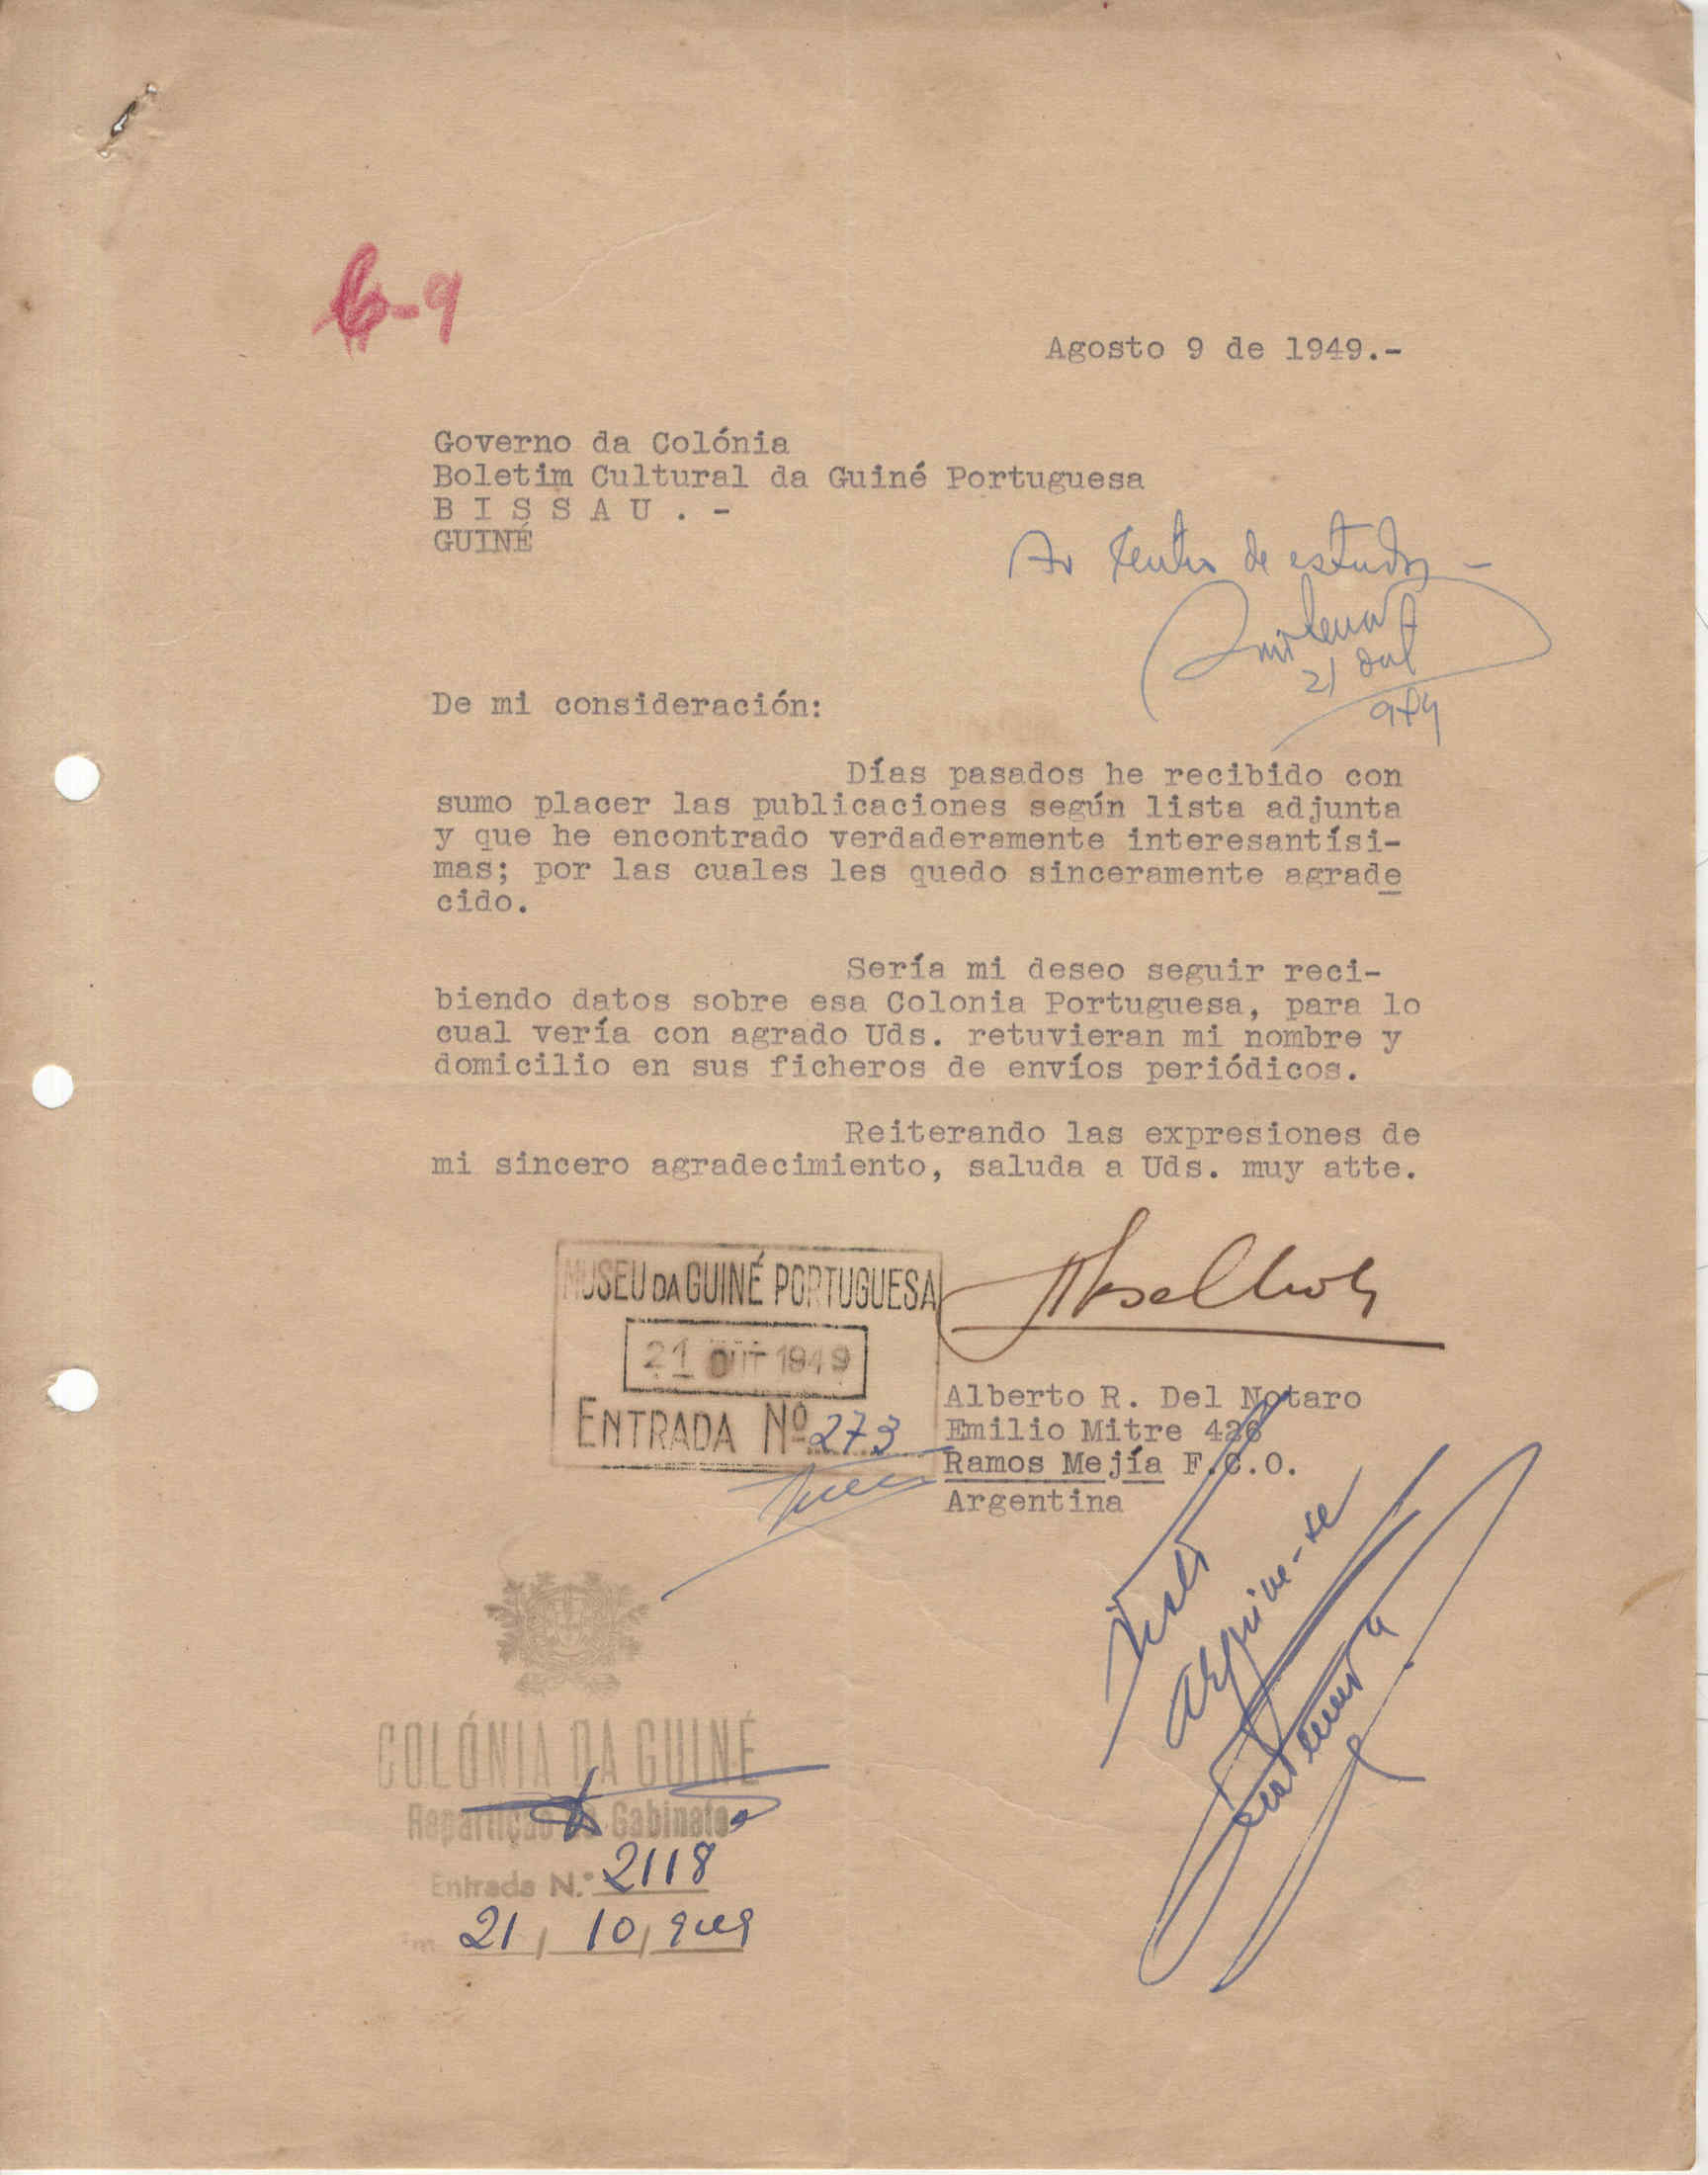 6-9
Agosto 9 de 1949.-
Governo da Colónia
Boletim Cultural da Guiné Portuguesa
B I S S A U . -
GUINÉ
Ao Centro de estudos -
21 Out
949
De mi consideración:
Días pasados he recibido con
sumo placer las publicaciones según lista adjunta
y que he encontrado verdaderamente interesantísi-
mas; por las cuales les quedo sinceramente agrade
cido.
Sería mi deseo seguir reci-
biendo datos sobre esa Colonia Portuguesa, para lo
cual vería con agrado Uds. retuvieran mi nombre y
domicilio en sus ficheros de envíos periódicos.
Reiterando las expresiones de
mi sincero agradecimiento, saluda a Uds. muy atte.
MUSEU DA GUINÉ PORTUGUESA
21 OUT 1949
ENTRADA Nº 273
Alberto R. Del Notaro
Emilio Mitre 426
Ramos Mejía F.C.O.
Argentina
Visto
Arquive-se
COLÓNIA DA GUINÉ
Repartição do Gabinete
Entrada N.º 2118
Em 21/10/949